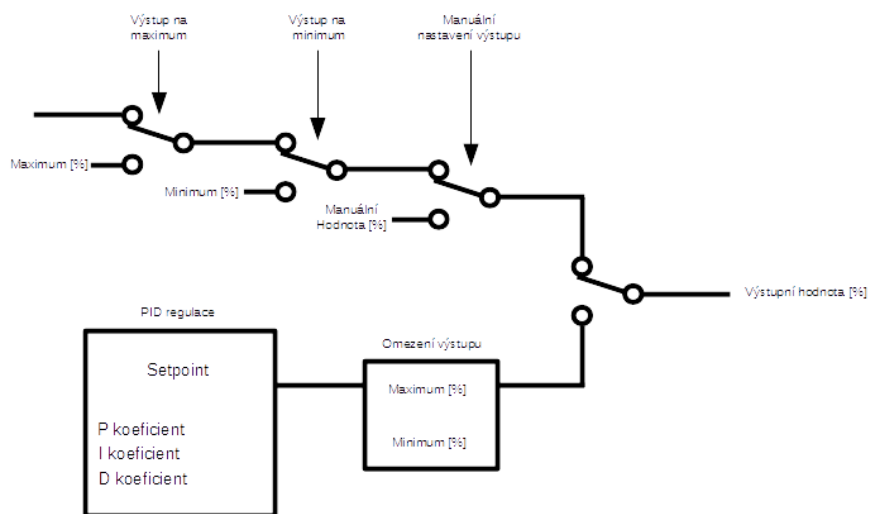 Výstup na
maximum
Výstup na
minimum
Manuální
nastavení výstupu
Maximum [%]
Minimum [%]
Manuální
Hodnota [%]
Výstupní hodnota [%]
PID regulace
Setpoint
P koeficient
I koeficient
D koeficient
Omezení výstupu
Maximum [%]
Minimum [%]